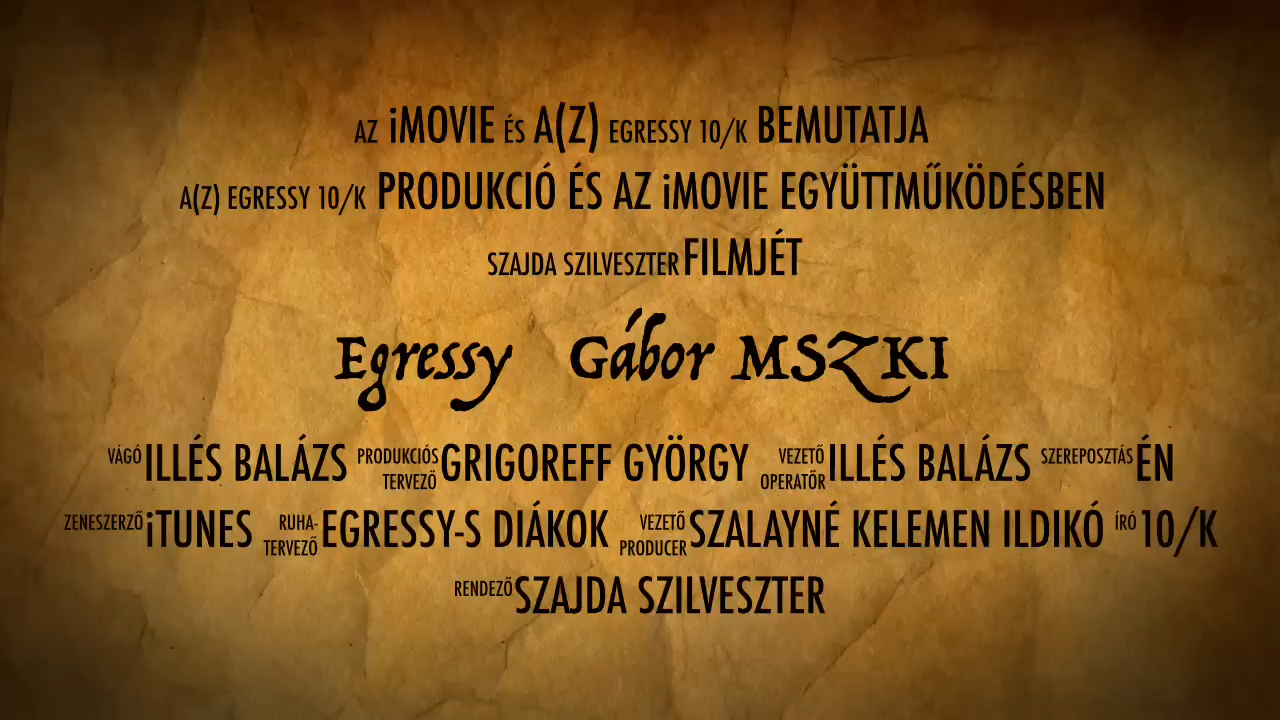 AZ iMOVIE ÉS A(Z) EGRESSY 10/K BEMUTATJA
A(Z) EGRESSY 10/K PRODUKCIÓ ÉS AZ iMOVIE EGYÜTTMŰKÖDÉSBEN
SZAJDA SZILVESZTER FILMJÉT
Egressy Gábor MSZKI
VÁGÓ ILLÉS BALÁZS PRODUKCIÓS TERVEZŐ GRIGOREFF GYÖRGY VEZETŐ OPERATŐR ILLÉS BALÁZS SZEREPOSZTÁS ÉN
ZENESZERZŐ iTUNES RUHA-TERVEZŐ EGRESSY-S DIÁKOK VEZETŐ PRODUCER SZALAYNÉ KELEMEN ILDIKÓ ÍRÓ 10/K
RENDEZŐ SZAJDA SZILVESZTER